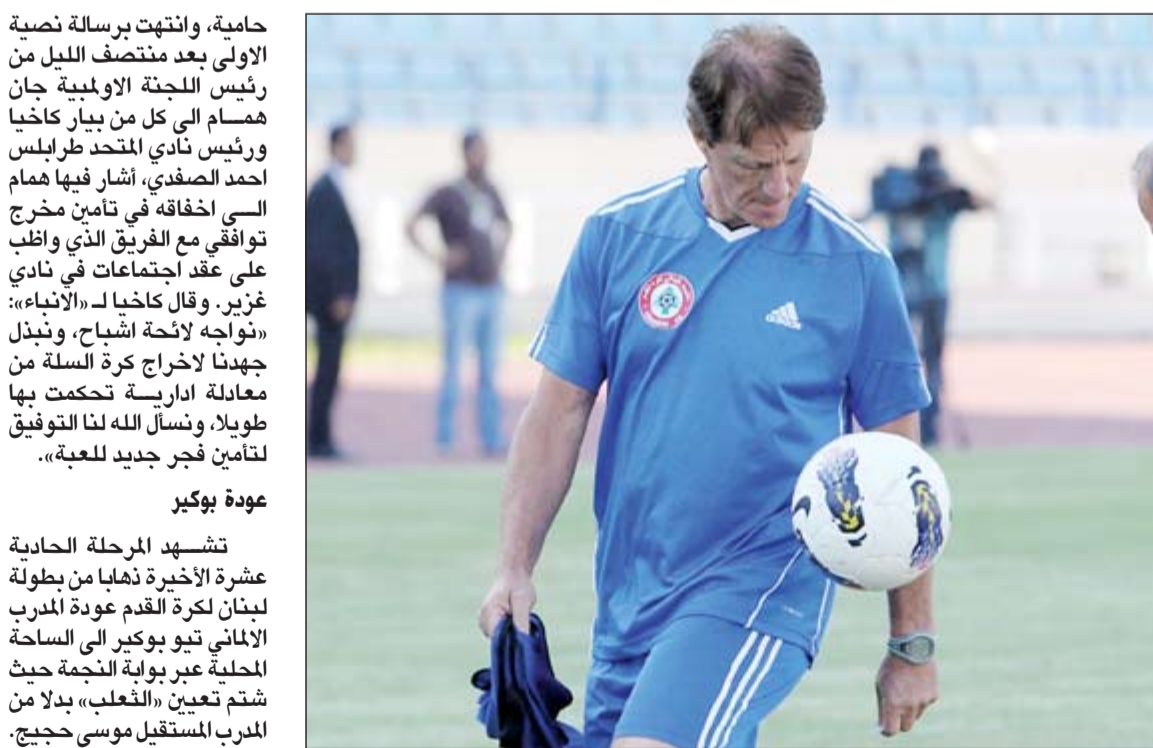 حامية، وانتهت برسالة نصية
الاولى بعد منتصف الليل من
رئيس اللجنة الاولمبية جان
همـــام الى كل من بيار كاخيا
ورئيس نادي المتحد طرابلس
احمد الصفدي، أشار فيها همام
الـــى اخفاقه في تأمين مخرج
توافقي مع الفريق الذي واظب
على عقد اجتماعات في نادي
غزير. وقال كاخيا لـ «الانباء»:
«نواجه لائحة اشباح، ونبذل
جهدنا لاخراج كرة السلة من
معادلة اداريـــة تحكمت بها
طويلا، ونسأل الله لنا التوفيق
لتأمين فجر جديد للعبة».
عودة بوكير
تشـــهد المرحلة الحادية
عشرة الأخيرة ذهابا من بطولة
لبنان لكرة القدم عودة المدرب
الالماني تيو بوكير الى الساحة
المحلية عبر بوابة النجمة حيث
شتم تعيين «الثعلب» بدلا من
المدرب المستقيل موسى حجيج.
adidas